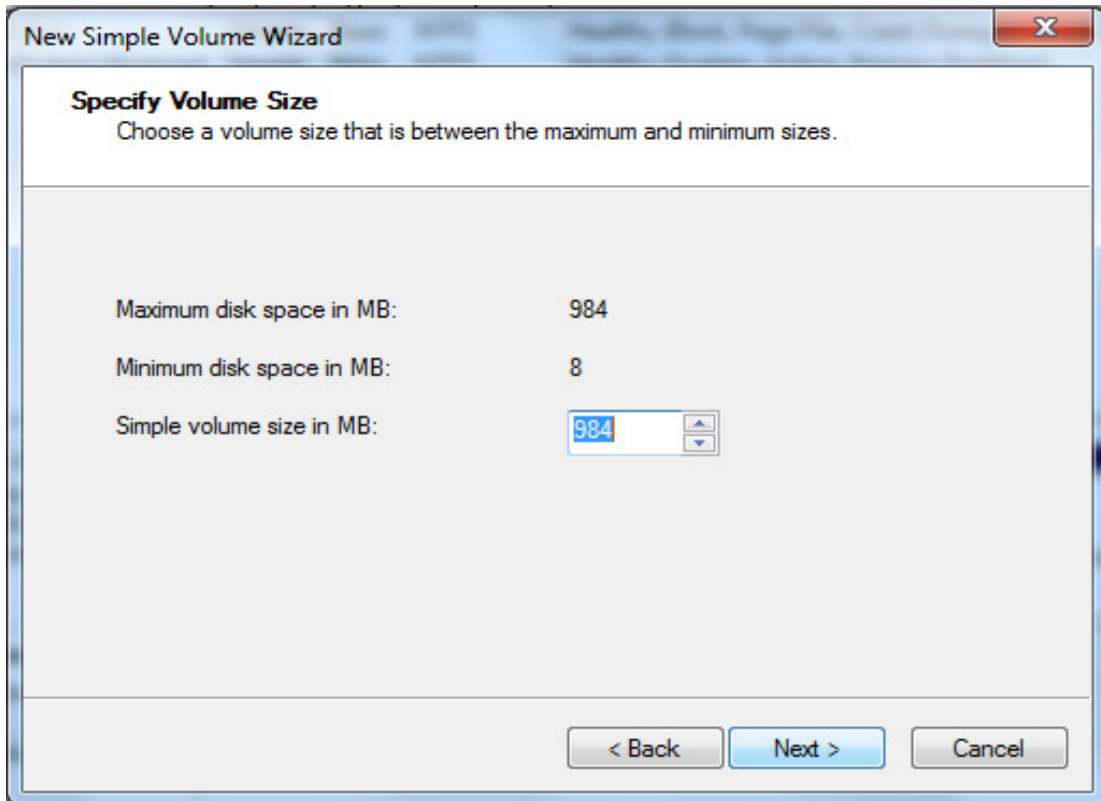 New Simple Volume Wizard
Specify Volume Size
Choose a volume size that is between the maximum and minimum sizes.
Maximum disk space in MB: 984
Minimum disk space in MB: 8
Simple volume size in MB: 984
< Back Next > Cancel